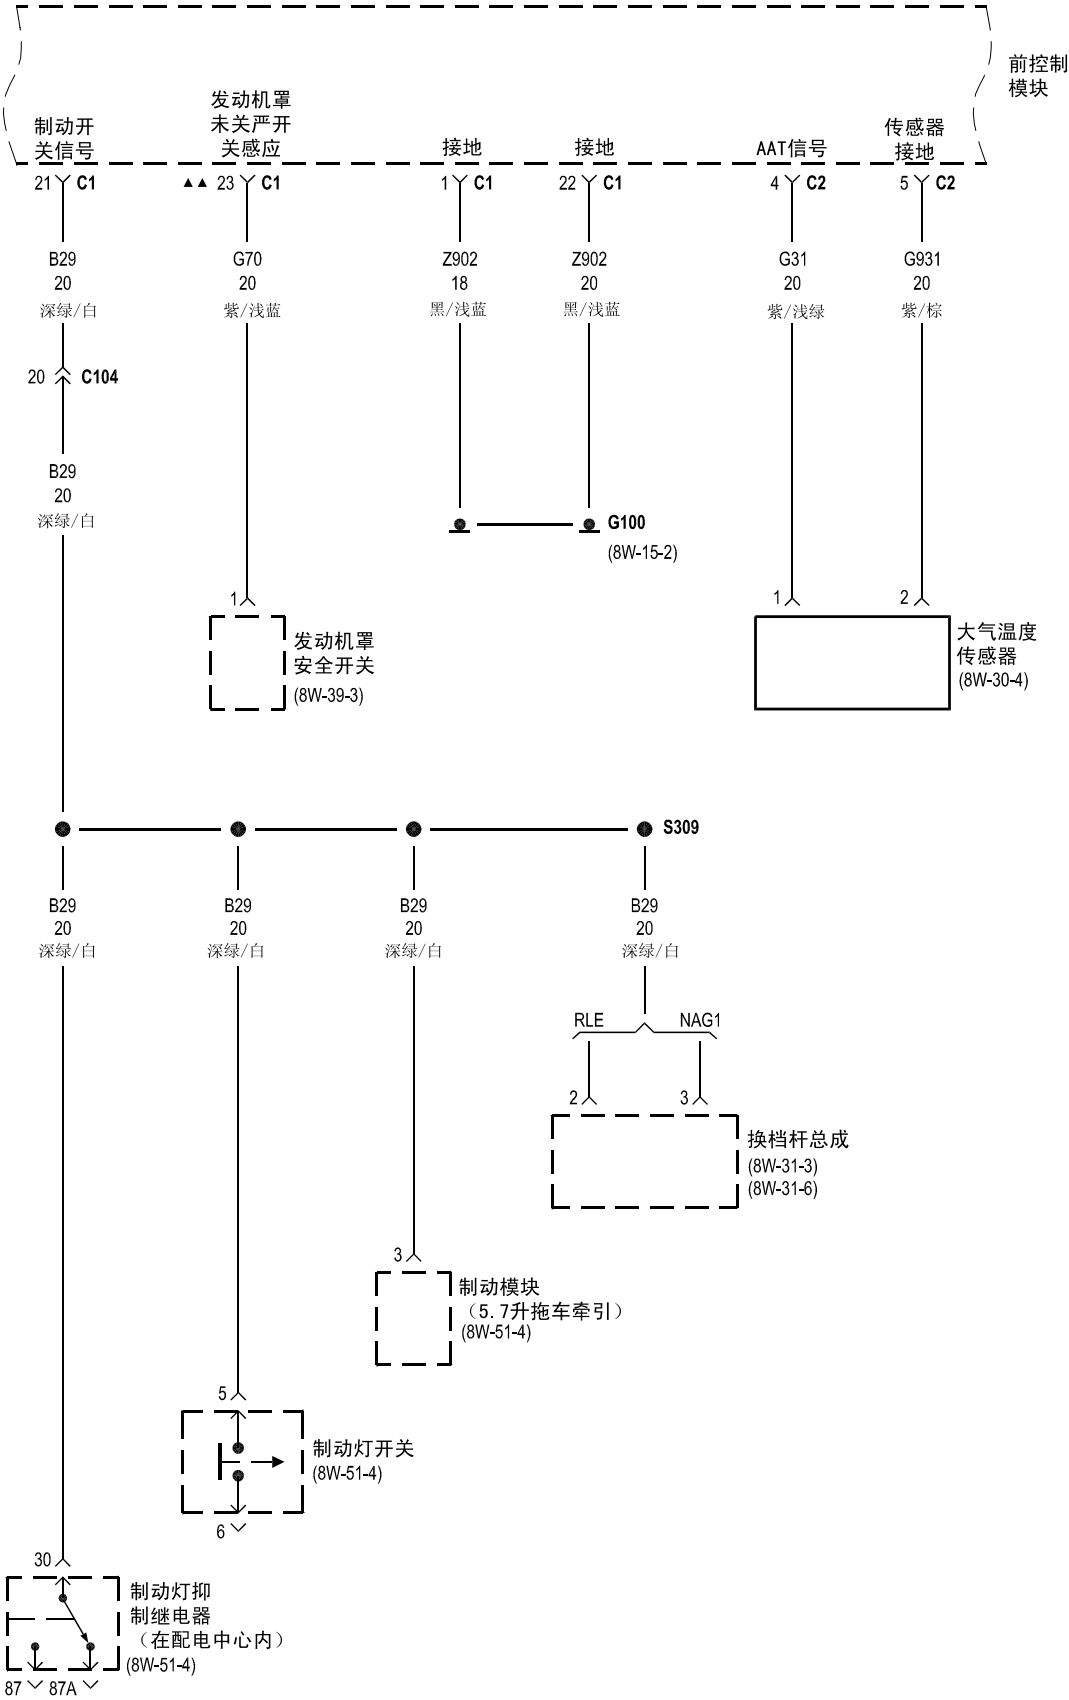 前控制
模块
制动开
关信号
发动机罩
未关严开
关感应
接地
接地
AAT信号
传感器
接地
21 C1
▲▲ 23 C1
1 C1
22 C1
4 C2
5 C2
B29
20
深绿/白
G70
20
紫/浅蓝
Z902
18
黑/浅蓝
Z902
20
黑/浅蓝
G31
20
紫/浅绿
G931
20
紫/棕
20 C104
B29
20
深绿/白
G100
(8W-15-2)
1
发动机罩
安全开关
(8W-39-3)
1
2
大气温度
传感器
(8W-30-4)
S309
B29
20
深绿/白
B29
20
深绿/白
B29
20
深绿/白
B29
20
深绿/白
RLE
NAG1
2
3
换档杆总成
(8W-31-3)
(8W-31-6)
3
制动模块
（5.7升拖车牵引）
(8W-51-4)
5
制动灯开关
(8W-51-4)
6
30
制动灯抑
制继电器
（在配电中心内）
(8W-51-4)
87
87A